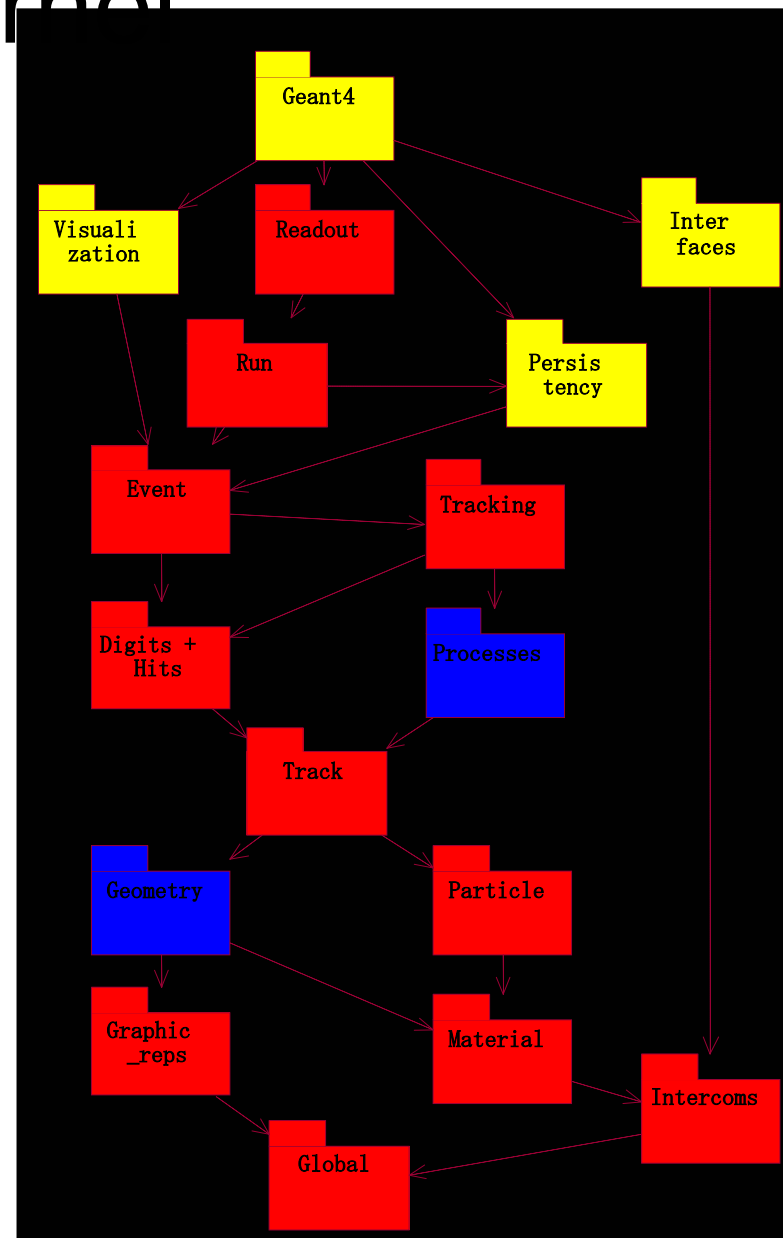 Geant4
Visuali
zation
Readout
Inter
faces
Run
Persis
tency
Event
Tracking
Digits +
Hits
Processes
Track
Geometry
Particle
Graphic
_reps
Material
Intercoms
Global